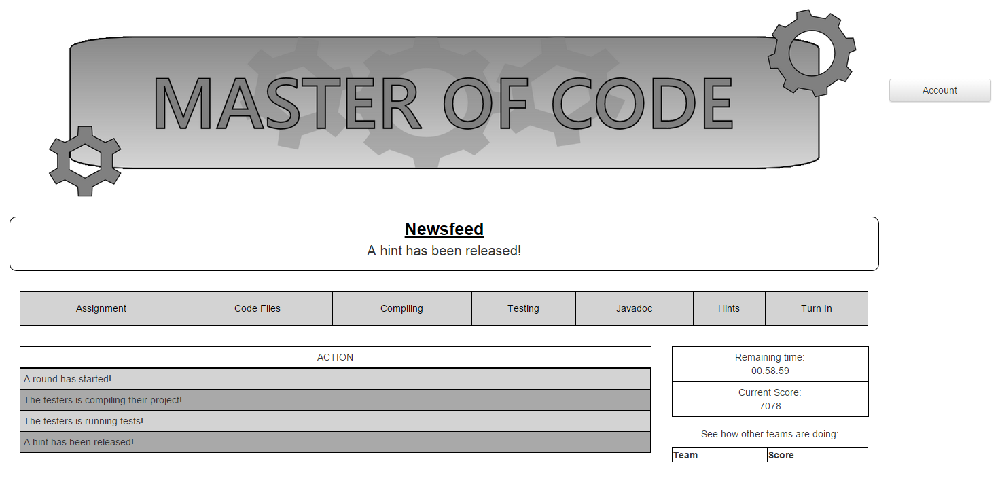 MASTER OF CODE
Account
Newsfeed
A hint has been released!
Assignment Code Files Compiling Testing Javadoc Hints Turn In
ACTION
A round has started!
The testers is compiling their project!
The testers is running tests!
A hint has been released!
Remaining time:
00:58:59
Current Score:
7078
See how other teams are doing:
Team Score